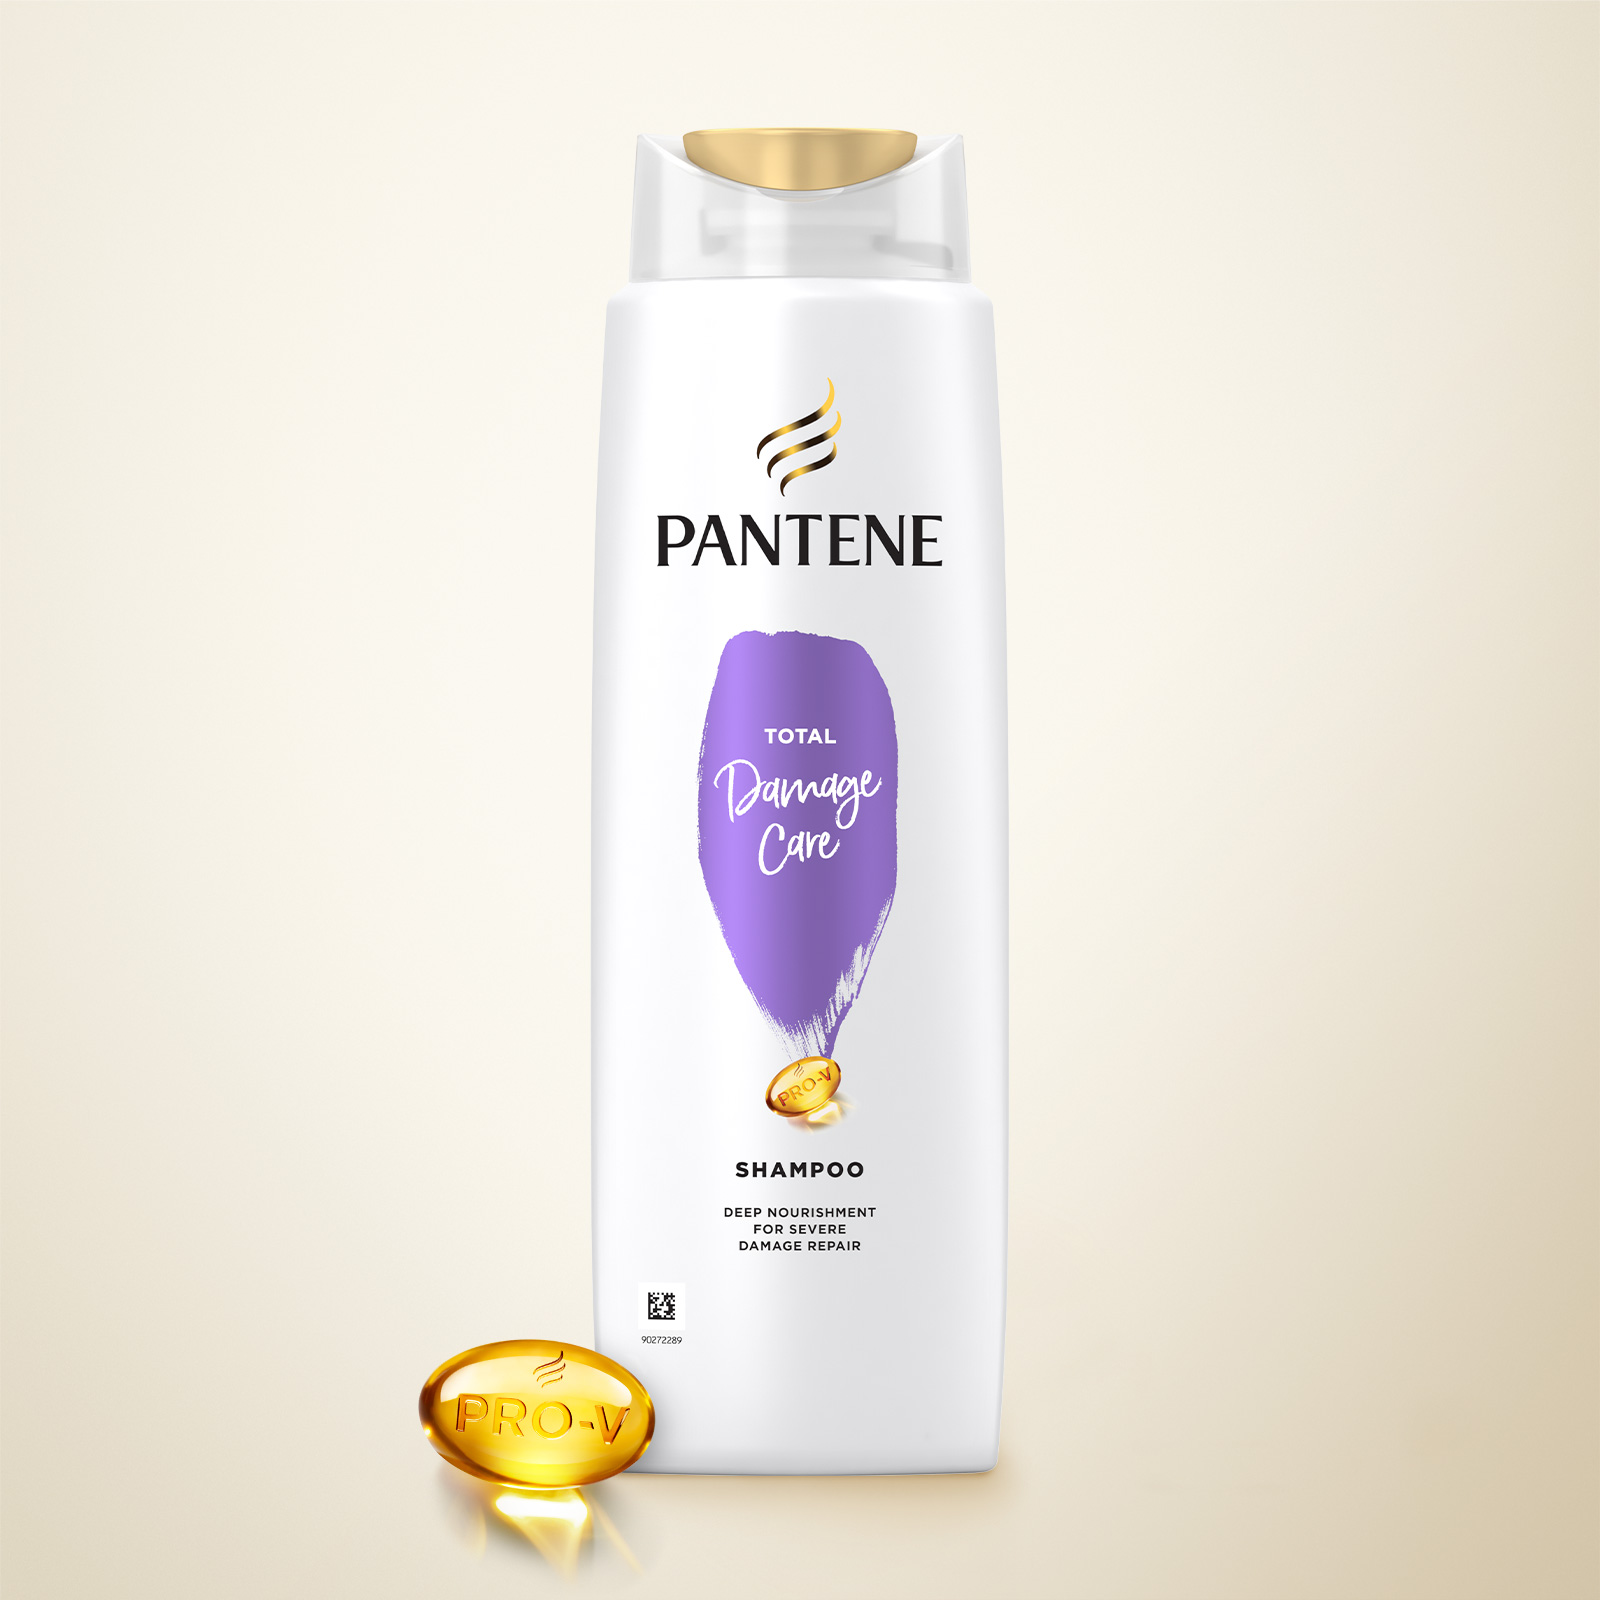 PANTENE
TOTAL
Damage
Care
PRO-V
SHAMPOO
DEEP NOURISHMENT
FOR SEVERE
DAMAGE REPAIR
90272289
PRO-V